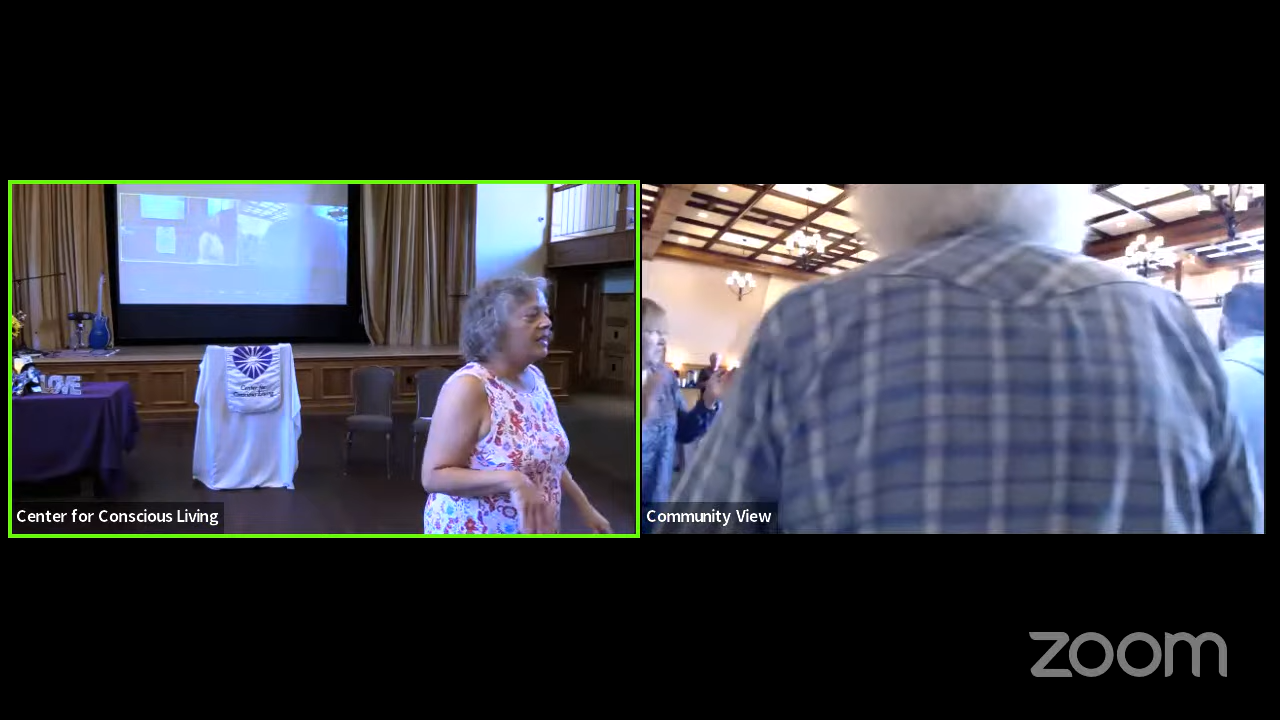 LOVE
Center for
Conscious Living
Center for Conscious Living
Community View
zoom